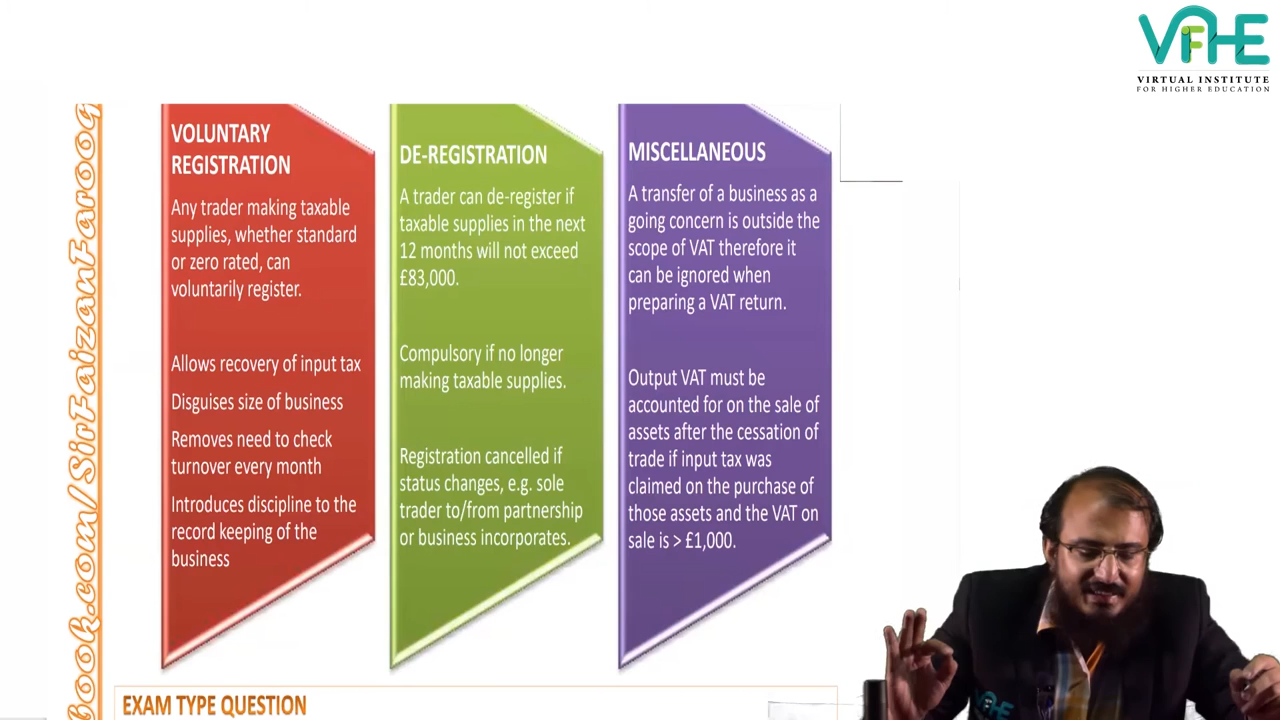 VIFHE
VIRTUAL INSTITUTE
FOR HIGHER EDUCATION
book.com/SirFaizanFarooq
VOLUNTARY
REGISTRATION
Any trader making taxable
supplies, whether standard
or zero rated, can
voluntarily register.
Allows recovery of input tax
Disguises size of business
Removes need to check
turnover every month
Introduces discipline to the
record keeping of the
business
DE-REGISTRATION
A trader can de-register if
taxable supplies in the next
12 months will not exceed
£83,000.
Compulsory if no longer
making taxable supplies.
Registration cancelled if
status changes, e.g. sole
trader to/from partnership
or business incorporates.
MISCELLANEOUS
A transfer of a business as a
going concern is outside the
scope of VAT therefore it
can be ignored when
preparing a VAT return.
Output VAT must be
accounted for on the sale of
assets after the cessation of
trade if input tax was
claimed on the purchase of
those assets and the VAT on
sale is > £1,000.
EXAM TYPE QUESTION